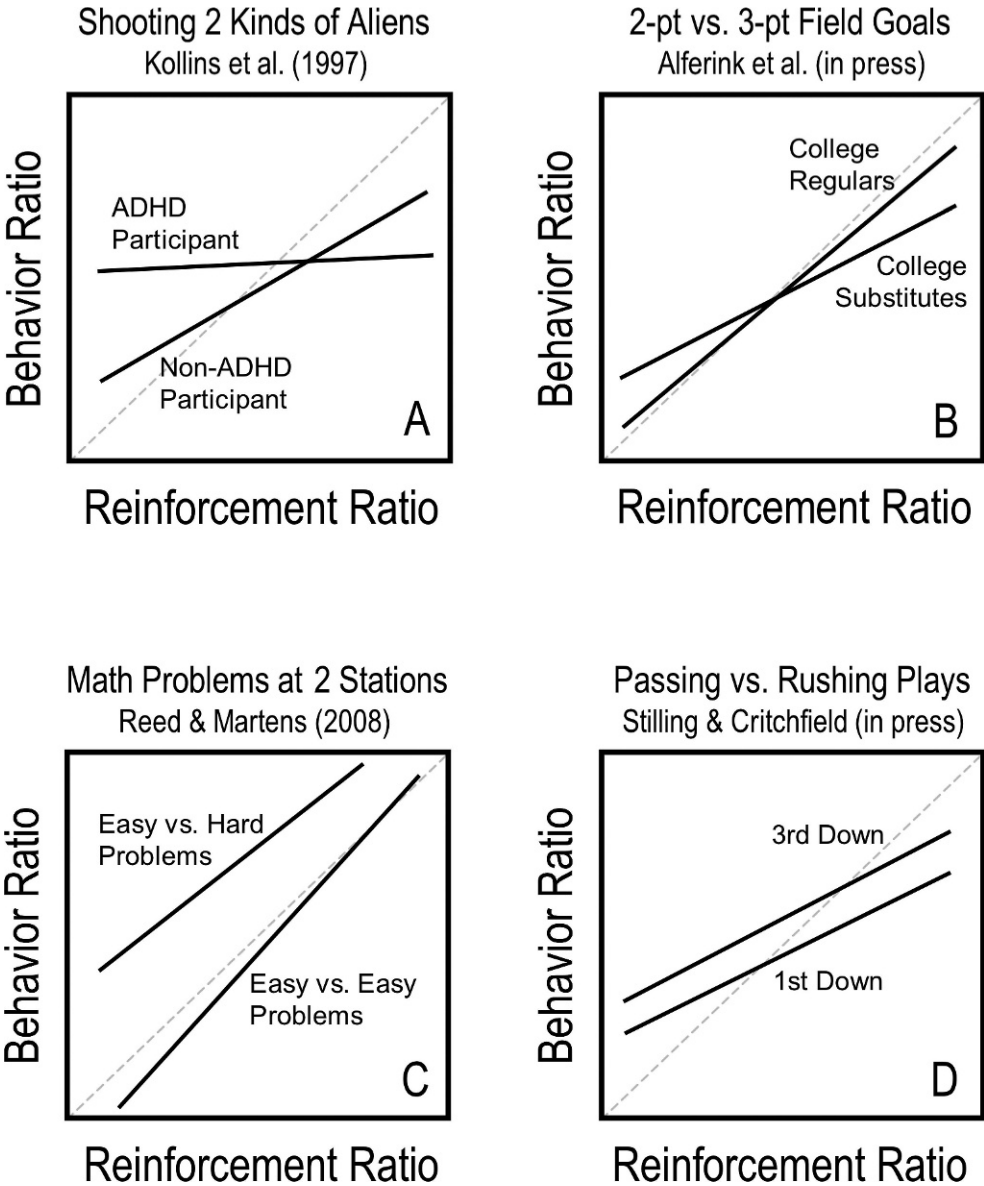 Shooting 2 Kinds of Aliens
Kollins et al. (1997)
Behavior Ratio
ADHD
Participant
Non-ADHD
Participant
A
Reinforcement Ratio
2-pt vs. 3-pt Field Goals
Alferink et al. (in press)
Behavior Ratio
College
Regulars
College
Substitutes
B
Reinforcement Ratio
Math Problems at 2 Stations
Reed & Martens (2008)
Behavior Ratio
Easy vs. Hard
Problems
Easy vs. Easy
Problems
C
Reinforcement Ratio
Passing vs. Rushing Plays
Stilling & Critchfield (in press)
Behavior Ratio
3rd Down
1st Down
D
Reinforcement Ratio